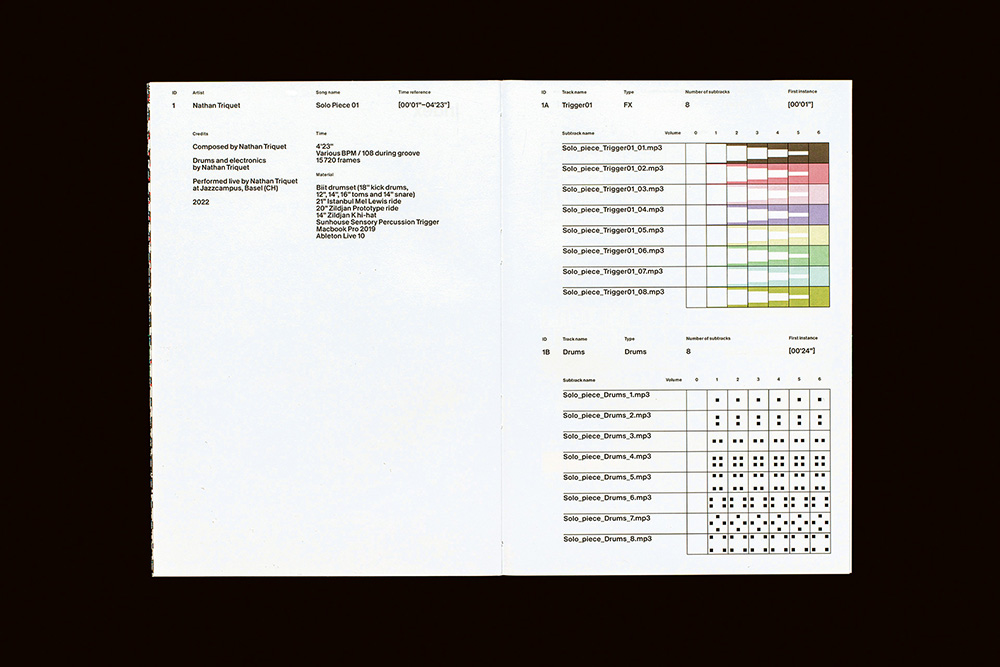 ID Artist Song name Time reference
1 Nathan Triquet Solo Piece 01 [00'01"–04'23"]
Credits
Composed by Nathan Triquet
Drums and electronics
by Nathan Triquet
Performed live by Nathan Triquet
at Jazzcampus, Basel (CH)
2022
Time
4'23"
Various BPM / 108 during groove
15720 frames
Material
Biit drumset (18" kick drums,
12", 14", 16" toms and 14" snare)
21" Istanbul Mel Lewis ride
20" Zildjan Prototype ride
14" Zildjan K hi-hat
Sunhouse Sensory Percussion Trigger
Macbook Pro 2019
Ableton Live 10
ID Track name Type Number of subtracks First instance
1A Trigger01 FX 8 [00'01"]
Subtrack name Volume 0 1 2 3 4 5 6
Solo_piece_Trigger01_01.mp3
Solo_piece_Trigger01_02.mp3
Solo_piece_Trigger01_03.mp3
Solo_piece_Trigger01_04.mp3
Solo_piece_Trigger01_05.mp3
Solo_piece_Trigger01_06.mp3
Solo_piece_Trigger01_07.mp3
Solo_piece_Trigger01_08.mp3
ID Track name Type Number of subtracks First instance
1B Drums Drums 8 [00'24"]
Subtrack name Volume 0 1 2 3 4 5 6
Solo_piece_Drums_1.mp3
Solo_piece_Drums_2.mp3
Solo_piece_Drums_3.mp3
Solo_piece_Drums_4.mp3
Solo_piece_Drums_5.mp3
Solo_piece_Drums_6.mp3
Solo_piece_Drums_7.mp3
Solo_piece_Drums_8.mp3